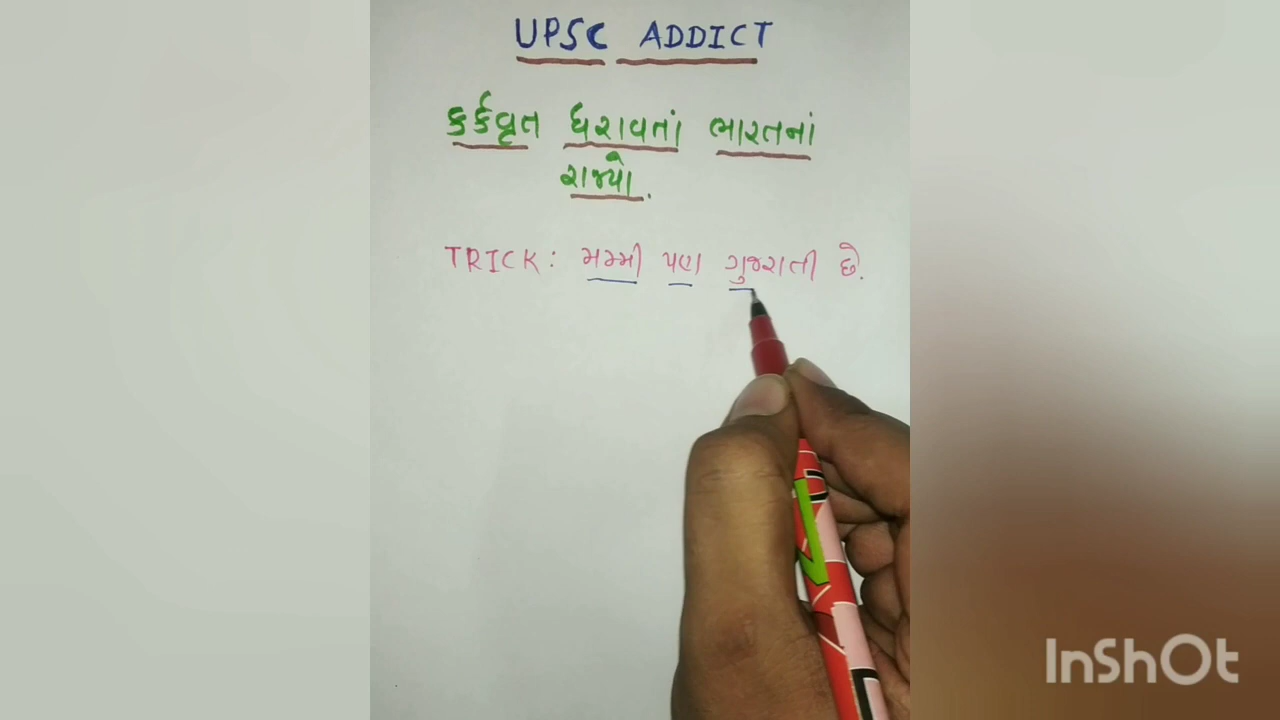 UPSC ADDICT
કર્કવૃત ધરાવતાં ભારતનાં
રાજ્યો.
TRICK: મમ્મી પણ ગુજરાતી છે.
InShOt